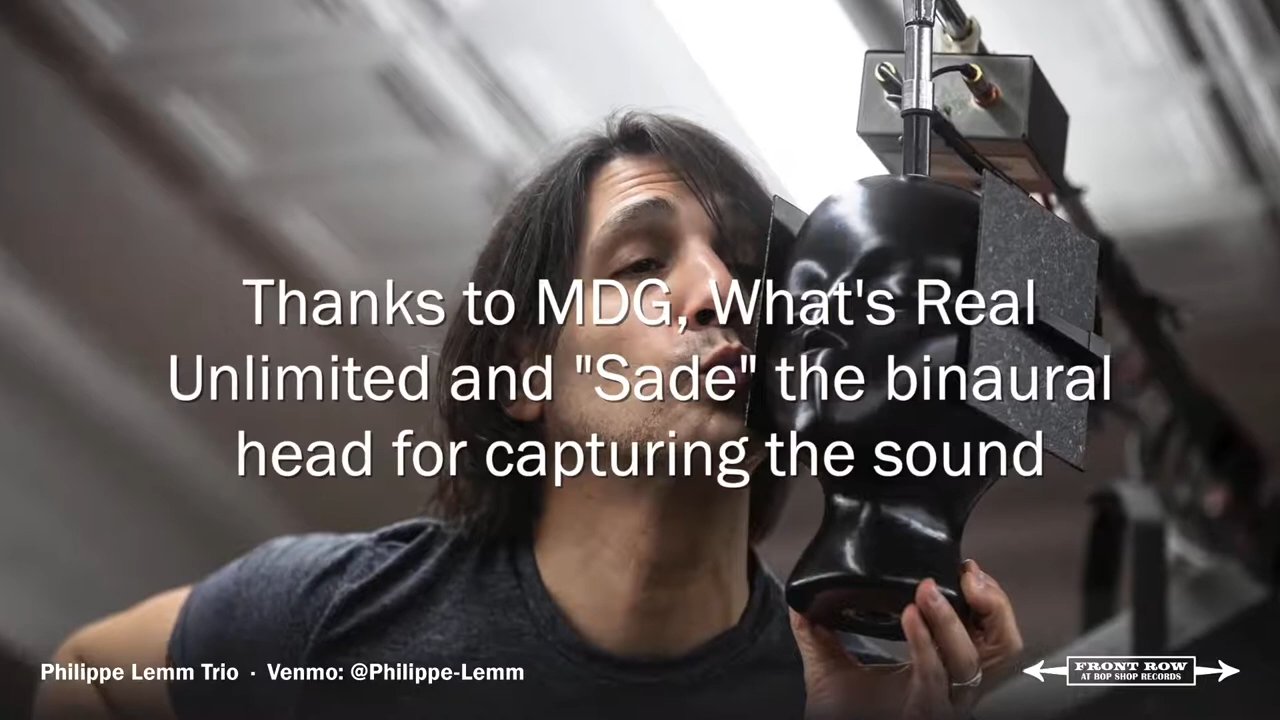 Thanks to MDG, What's Real
Unlimited and "Sade" the binaural
head for capturing the sound
Philippe Lemm Trio · Venmo: @Philippe-Lemm
FRONT ROW
AT BOP SHOP RECORDS